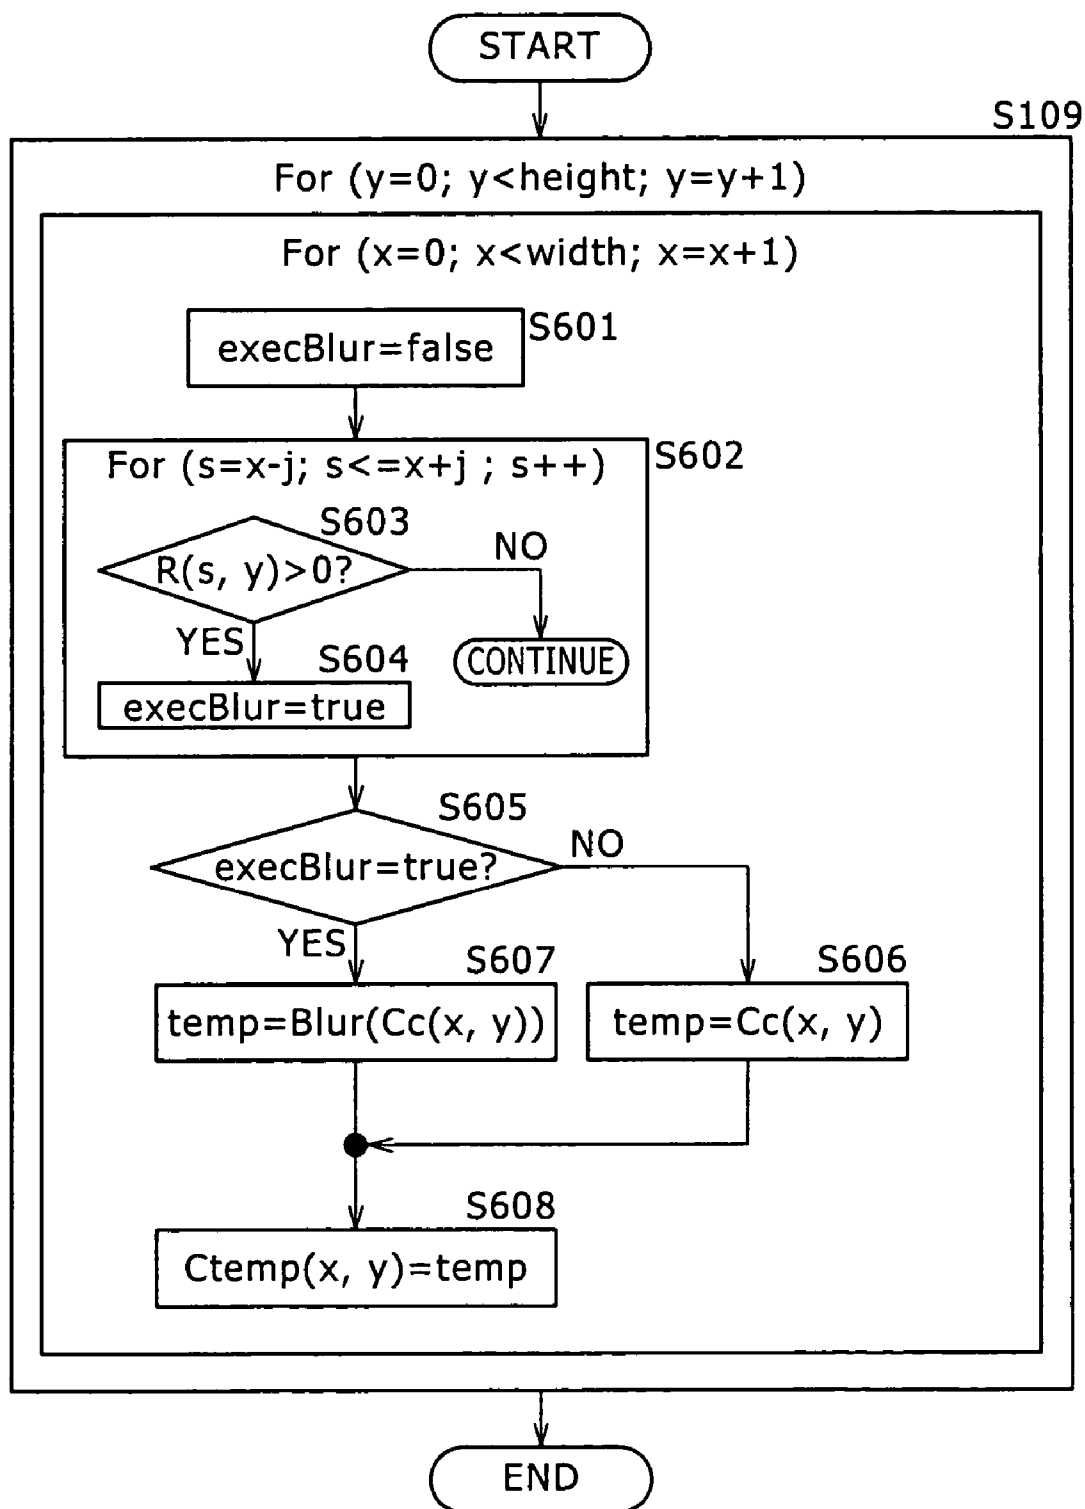 START
S109
For (y=0; y<height; y=y+1)
For (x=0; x<width; x=x+1)
execBlur=false
S601
For (s=x-j; s<=x+j ; s++)
S602
S603
R(s, y)>0?
NO
YES
CONTINUE
S604
execBlur=true
S605
execBlur=true?
NO
YES
S607
S606
temp=Blur(Cc(x, y))
temp=Cc(x, y)
S608
Ctemp(x, y)=temp
END